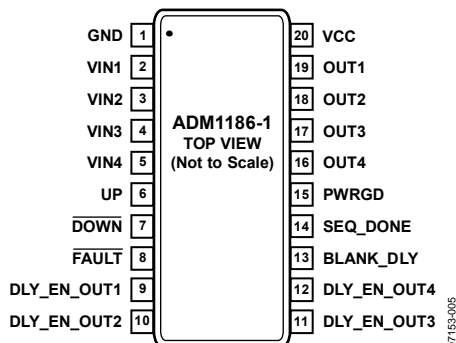 GND 1
VIN1 2
VIN2 3
VIN3 4
VIN4 5
UP 6
DOWN 7
FAULT 8
DLY_EN_OUT1 9
DLY_EN_OUT2 10
ADM1186-1
TOP VIEW
(Not to Scale)
20 VCC
19 OUT1
18 OUT2
17 OUT3
16 OUT4
15 PWRGD
14 SEQ_DONE
13 BLANK_DLY
12 DLY_EN_OUT4
11 DLY_EN_OUT3
07153-005